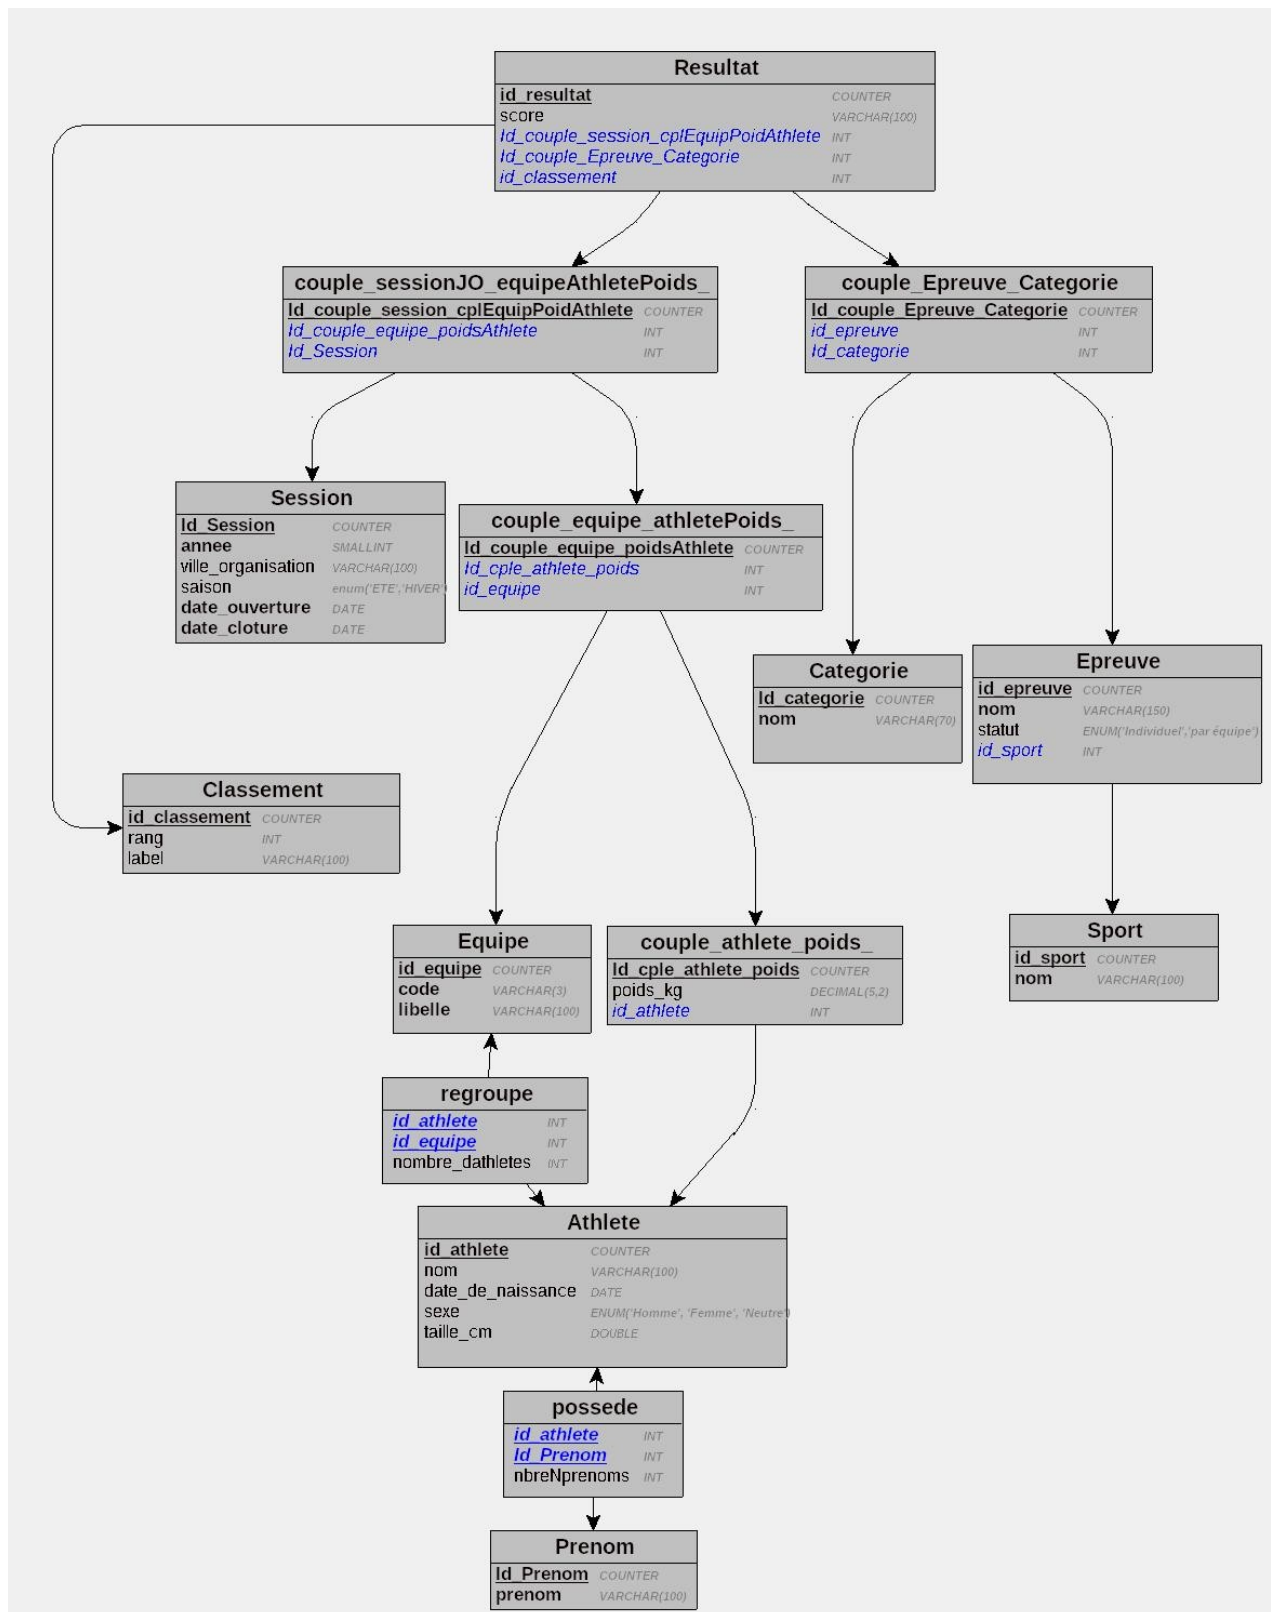 Resultat
id_resultat COUNTER
score VARCHAR(100)
Id_couple_session_cplEquipPoidAthlete INT
Id_couple_Epreuve_Categorie INT
id_classement INT
couple_sessionJO_equipeAthletePoids_
Id_couple_session_cplEquipPoidAthlete COUNTER
Id_couple_equipe_poidsAthlete INT
Id_Session INT
couple_Epreuve_Categorie
Id_couple_Epreuve_Categorie COUNTER
id_epreuve INT
Id_categorie INT
Session
Id_Session COUNTER
annee SMALLINT
ville_organisation VARCHAR(100)
saison enum('ETE','HIVER')
date_ouverture DATE
date_cloture DATE
couple_equipe_athletePoids_
Id_couple_equipe_poidsAthlete COUNTER
Id_cple_athlete_poids INT
id_equipe INT
Categorie
Id_categorie COUNTER
nom VARCHAR(70)
Epreuve
id_epreuve COUNTER
nom VARCHAR(150)
statut ENUM('Individuel','par équipe')
id_sport INT
Classement
id_classement COUNTER
rang INT
label VARCHAR(100)
Equipe
id_equipe COUNTER
code VARCHAR(3)
libelle VARCHAR(100)
couple_athlete_poids_
Id_cple_athlete_poids COUNTER
poids_kg DECIMAL(5,2)
id_athlete INT
Sport
id_sport COUNTER
nom VARCHAR(100)
regroupe
id_athlete INT
id_equipe INT
nombre_dathletes INT
Athlete
id_athlete COUNTER
nom VARCHAR(100)
date_de_naissance DATE
sexe ENUM('Homme', 'Femme', 'Neutre')
taille_cm DOUBLE
possede
id_athlete INT
Id_Prenom INT
nbreNprenoms INT
Prenom
Id_Prenom COUNTER
prenom VARCHAR(100)